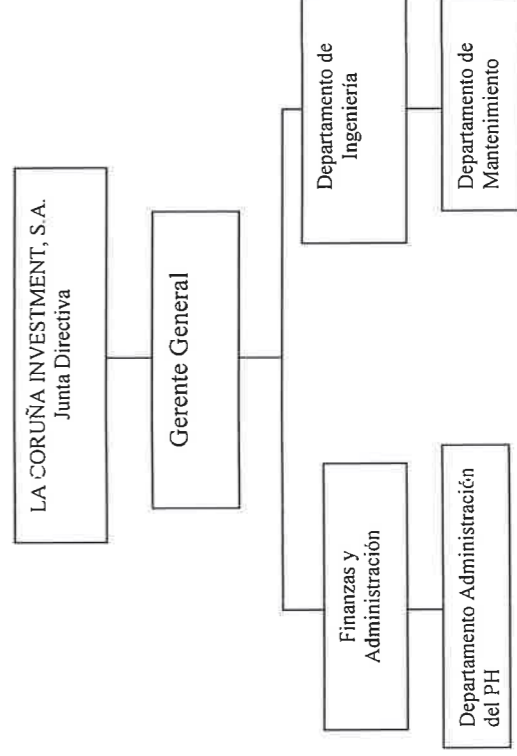 LA CORUÑA INVESTMENT, S.A.
Junta Directiva
Gerente General
Finanzas y
Administración
Departamento de
Ingeniería
Departamento Administración
del PH
Departamento de
Mantenimiento